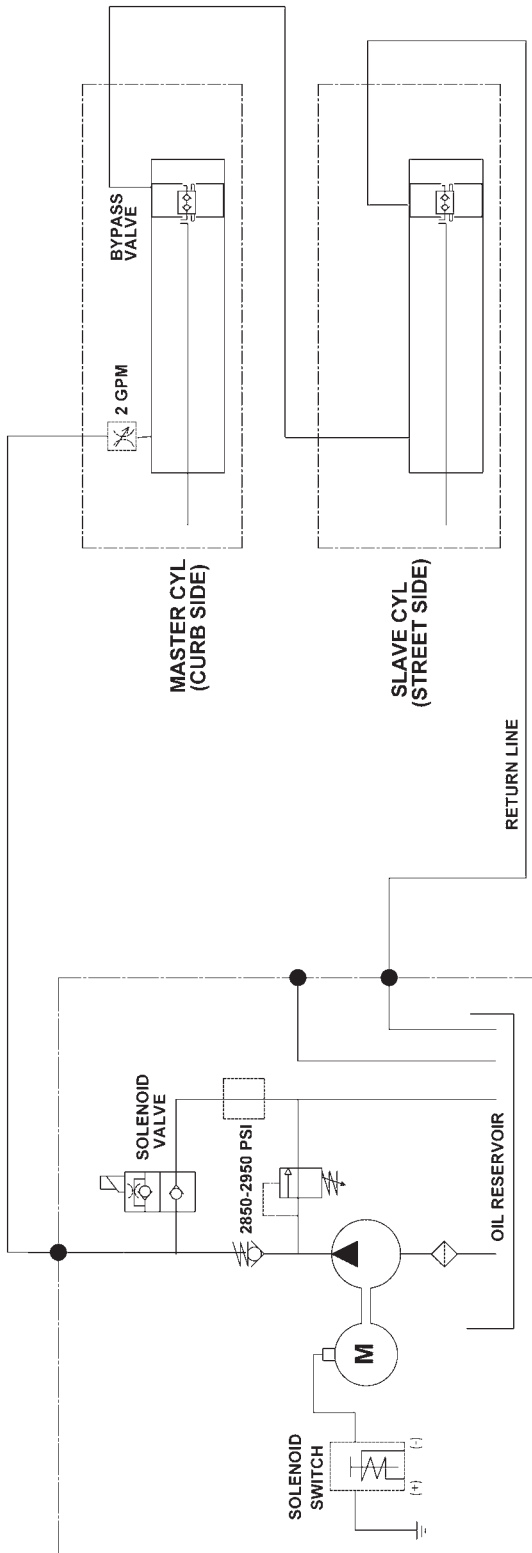 BYPASS
VALVE
2 GPM
MASTER CYL
(CURB SIDE)
SLAVE CYL
(STREET SIDE)
RETURN LINE
SOLENOID
VALVE
2850-2950 PSI
OIL RESERVOIR
M
SOLENOID
SWITCH
(+)
(-)